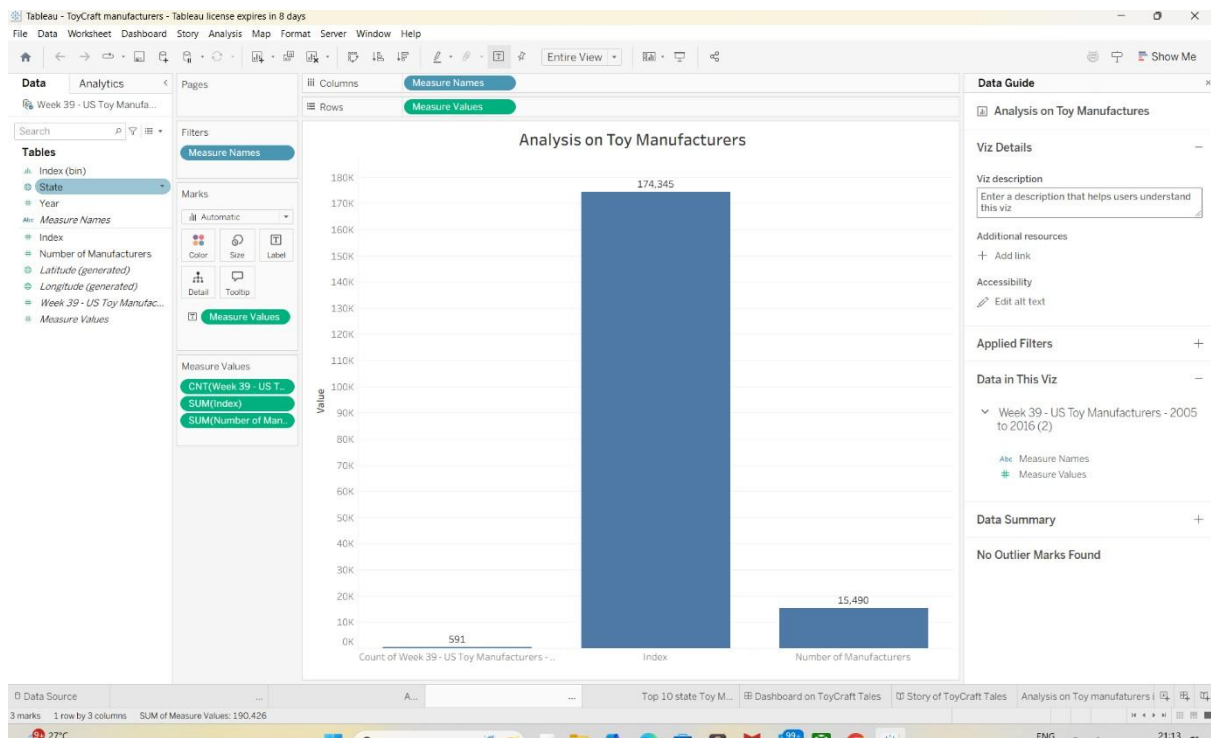 Tableau - ToyCraft manufacturers - Tableau license expires in 8 days
File Data Worksheet Dashboard Story Analysis Map Format Server Window Help
Entire View
Show Me
Data Analytics
Week 39 - US Toy Manufa...
Search
Tables
Index (bin)
State
Year
Abc Measure Names
Index
Number of Manufacturers
Latitude (generated)
Longitude (generated)
Week 39 - US Toy Manufac...
Measure Values
Pages
Filters
Measure Names
Marks
Automatic
Color Size Label
Detail Tooltip
Measure Values
Measure Values
CNT(Week 39 - US T..
SUM(Index)
SUM(Number of Man..
Columns Measure Names
Rows Measure Values
Analysis on Toy Manufacturers
180K
170K
160K
150K
140K
130K
120K
110K
100K
90K
80K
70K
60K
50K
40K
30K
20K
10K
0K
Value
591
174,345
15,490
Count of Week 39 - US Toy Manufacturers - ..
Index
Number of Manufacturers
Data Guide
Analysis on Toy Manufactures
Viz Details
Viz description
Enter a description that helps users understand
this viz
Additional resources
+ Add link
Accessibility
Edit alt text
Applied Filters
Data in This Viz
Week 39 - US Toy Manufacturers - 2005
to 2016 (2)
Abc Measure Names
# Measure Values
Data Summary
No Outlier Marks Found
Data Source ... A... ... Top 10 state Toy M... Dashboard on ToyCraft Tales Story of ToyCraft Tales Analysis on Toy manufaturers i
3 marks 1 row by 3 columns SUM of Measure Values: 190,426
9+ 27°C
99+
ENG
21:13